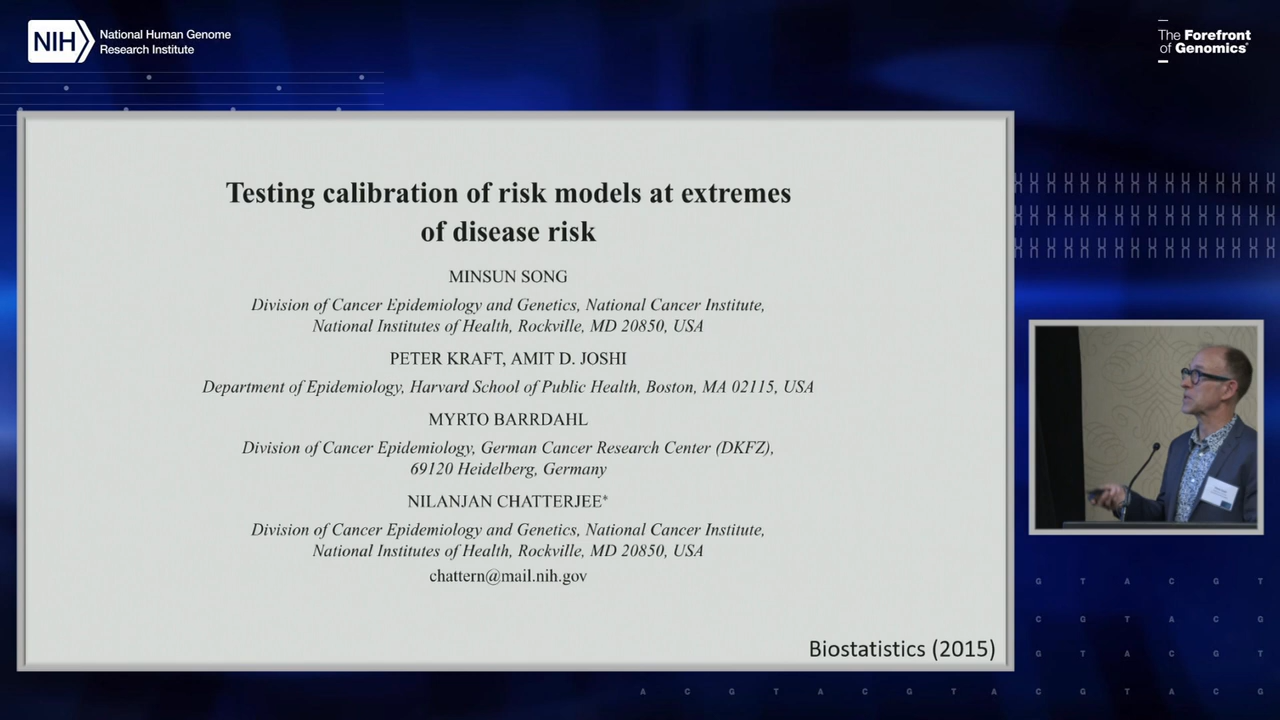 NIH
National Human Genome
Research Institute
The Forefront
of Genomics®
Testing calibration of risk models at extremes
of disease risk
MINSUN SONG
Division of Cancer Epidemiology and Genetics, National Cancer Institute,
National Institutes of Health, Rockville, MD 20850, USA
PETER KRAFT, AMIT D. JOSHI
Department of Epidemiology, Harvard School of Public Health, Boston, MA 02115, USA
MYRTO BARRDAHL
Division of Cancer Epidemiology, German Cancer Research Center (DKFZ),
69120 Heidelberg, Germany
NILANJAN CHATTERJEE*
Division of Cancer Epidemiology and Genetics, National Cancer Institute,
National Institutes of Health, Rockville, MD 20850, USA
chattern@mail.nih.gov
Biostatistics (2015)
G T A C G T
C G T A C G
G T A C G T
A C G T A C G T A C G T A C G